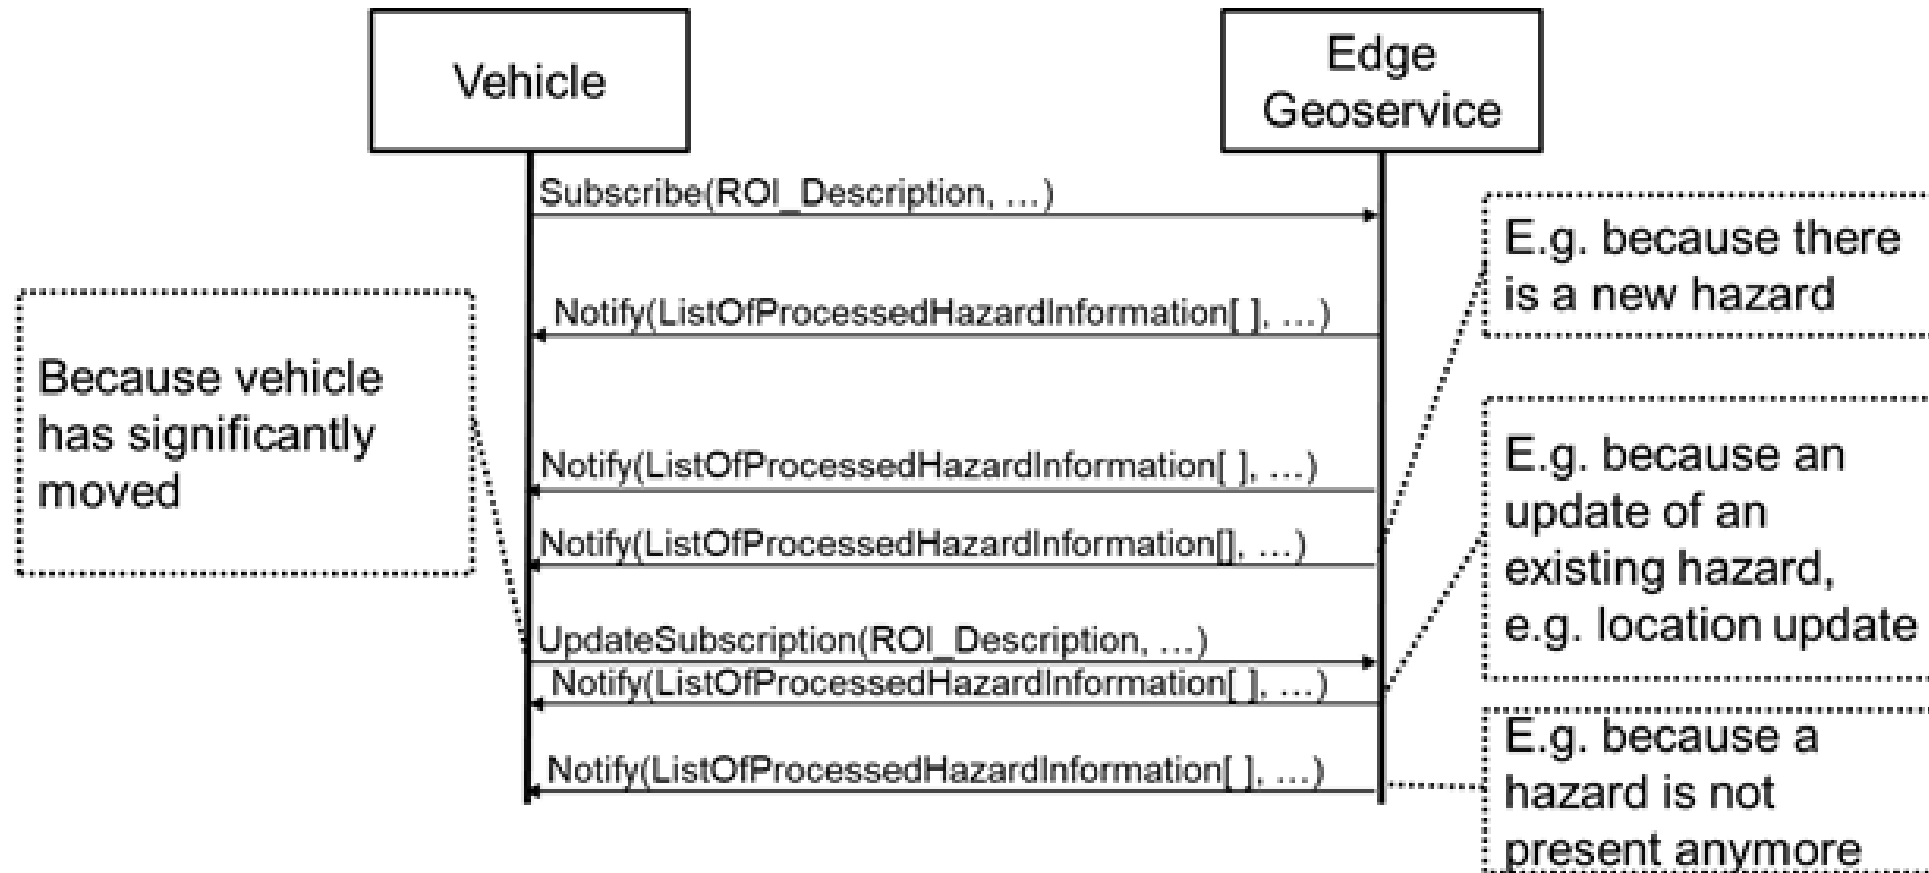 Vehicle
Edge
Geoservice
Subscribe(ROI_Description, ...)
E.g. because there
is a new hazard
Notify(ListOfProcessedHazardInformation[ ], ...)
Because vehicle
has significantly
moved
E.g. because an
update of an
existing hazard,
e.g. location update
Notify(ListOfProcessedHazardInformation[ ], ...)
Notify(ListOfProcessedHazardInformation[], ...)
UpdateSubscription(ROI_Description, ...)
Notify(ListOfProcessedHazardInformation[ ], ...)
E.g. because a
hazard is not
present anymore
Notify(ListOfProcessedHazardInformation[ ], ...)